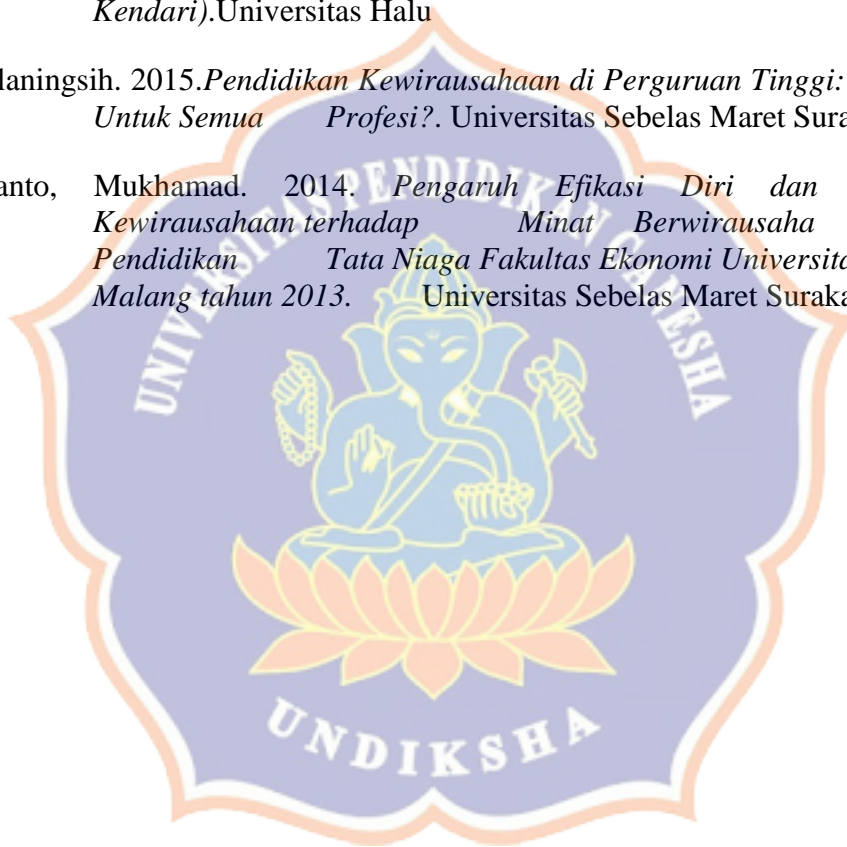 Kendari).Universitas Halu
laningsih. 2015.Pendidikan Kewirausahaan di Perguruan Tinggi:
Untuk Semua Profesi?. Universitas Sebelas Maret Sura
anto, Mukhamad. 2014. Pengaruh Efikasi Diri dan
Kewirausahaan terhadap Minat Berwirausaha
Pendidikan Tata Niaga Fakultas Ekonomi Universita
Malang tahun 2013. Universitas Sebelas Maret Suraka
UNIVERSITAS PENDIDIKAN GANESHA
UNDIKSHA